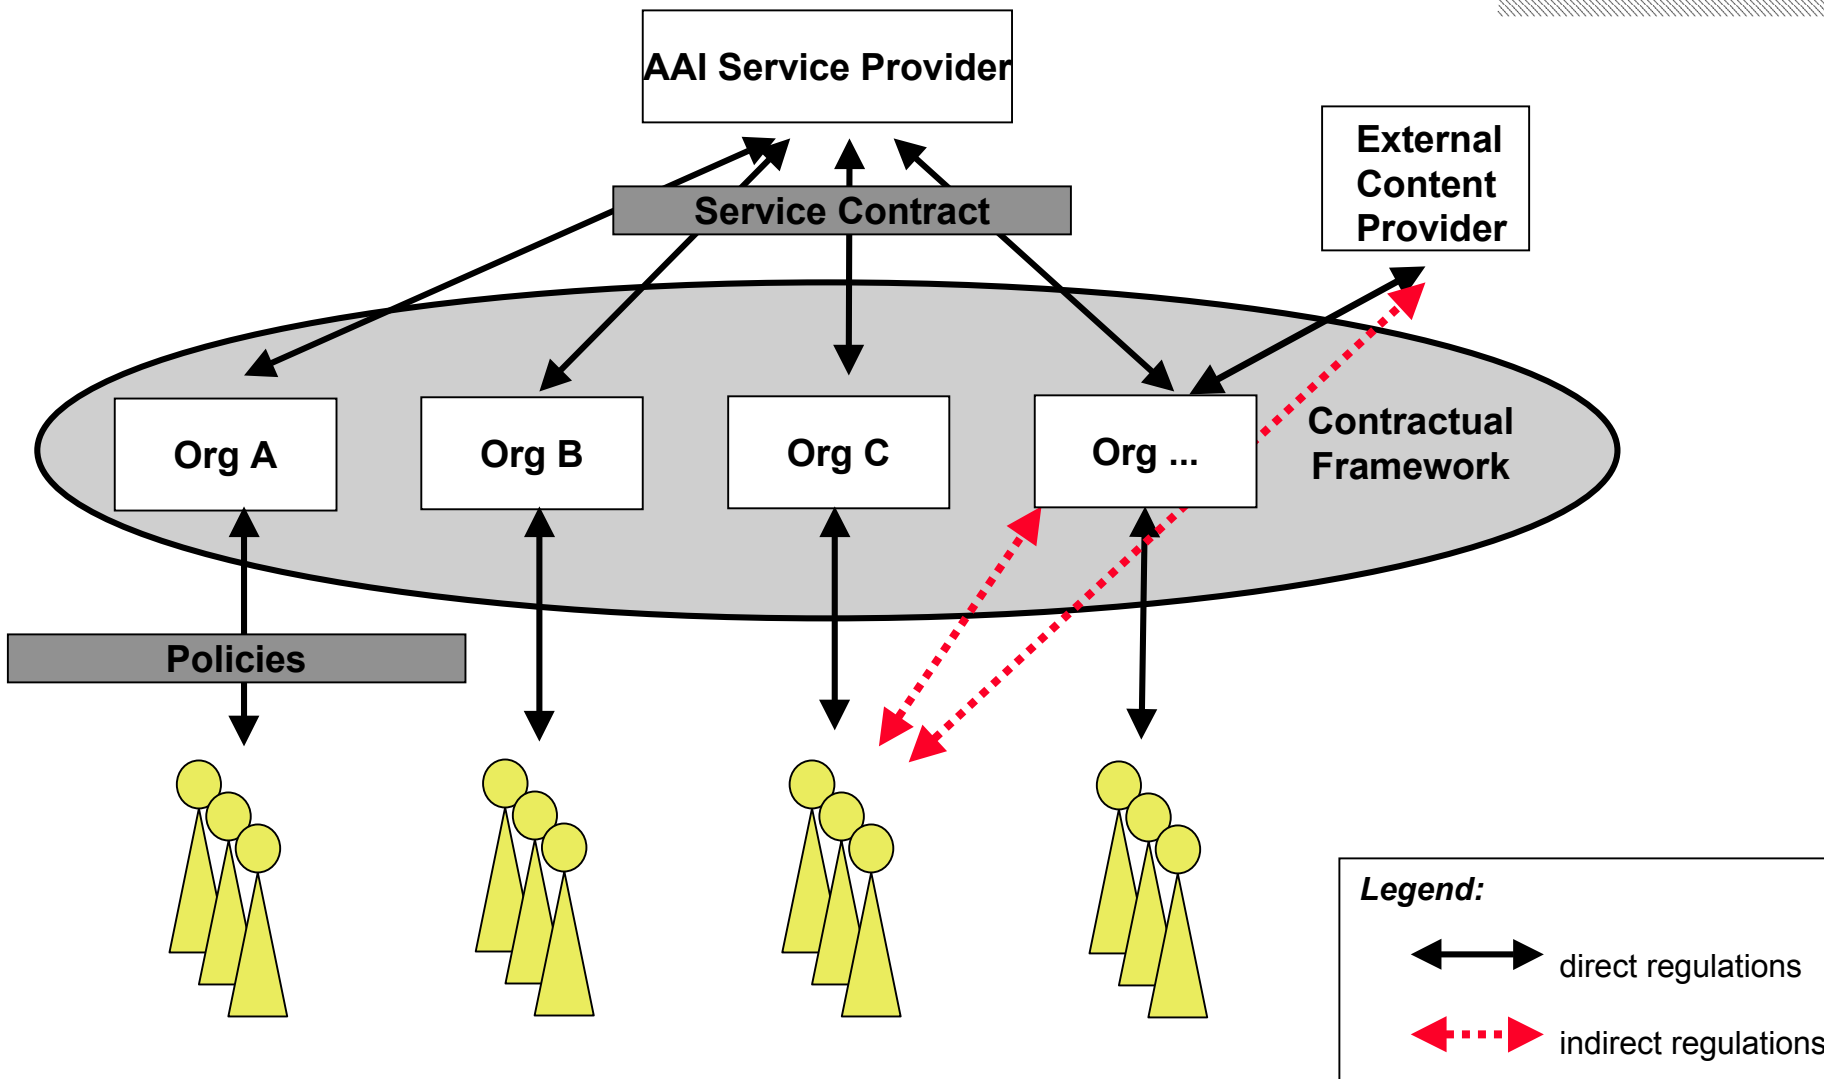 AAI Service Provider
External
Content
Provider
Service Contract
Org A
Org B
Org C
Org ...
Contractual
Framework
Policies
Legend:
direct regulations
indirect regulations